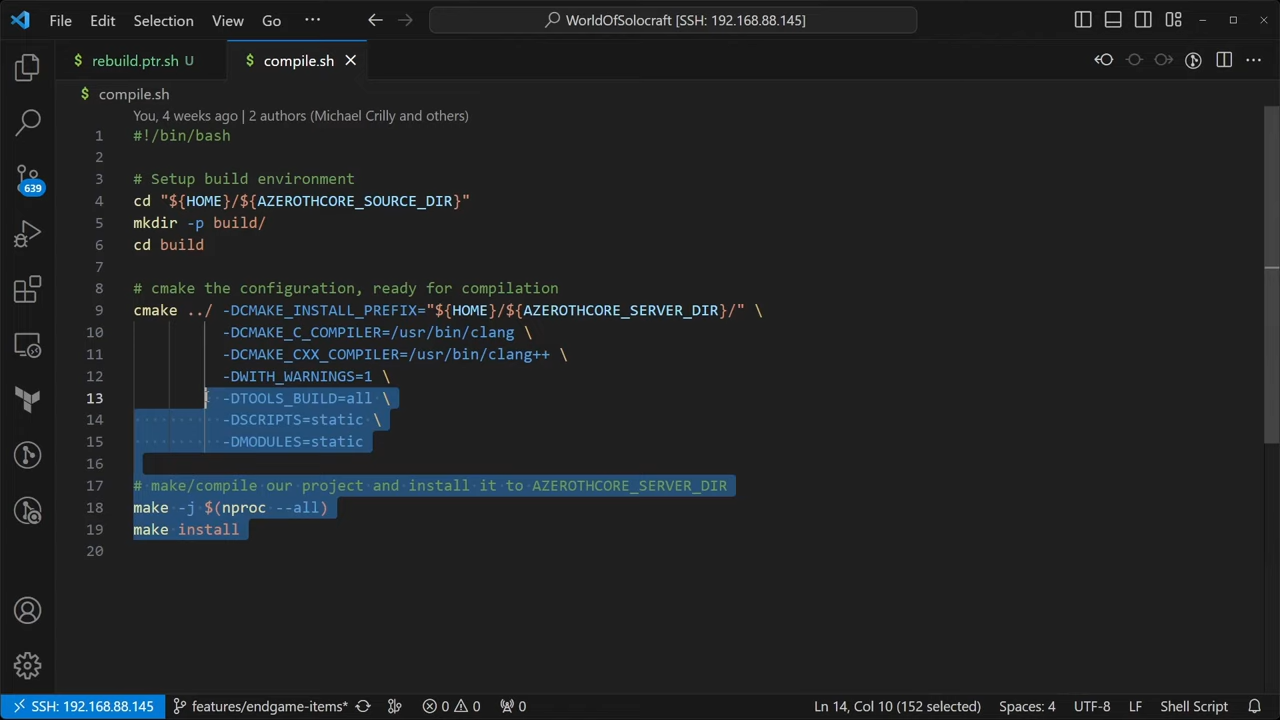 File Edit Selection View Go ··· WorldOfSolocraft [SSH: 192.168.88.145]
$ rebuild.ptr.sh U $ compile.sh
$ compile.sh
You, 4 weeks ago | 2 authors (Michael Crilly and others)
1 #!/bin/bash
2
3 # Setup build environment
4 cd "${HOME}/${AZEROTHCORE_SOURCE_DIR}"
5 mkdir -p build/
6 cd build
7
8 # cmake the configuration, ready for compilation
9 cmake ../ -DCMAKE_INSTALL_PREFIX="${HOME}/${AZEROTHCORE_SERVER_DIR}/" \
10 -DCMAKE_C_COMPILER=/usr/bin/clang \
11 -DCMAKE_CXX_COMPILER=/usr/bin/clang++ \
12 -DWITH_WARNINGS=1 \
13 -DTOOLS_BUILD=all \
14 -DSCRIPTS=static \
15 -DMODULES=static
16
17 # make/compile our project and install it to AZEROTHCORE_SERVER_DIR
18 make -j $(nproc --all)
19 make install
20
639
SSH: 192.168.88.145 features/endgame-items* 0 0 0 Ln 14, Col 10 (152 selected) Spaces: 4 UTF-8 LF Shell Script